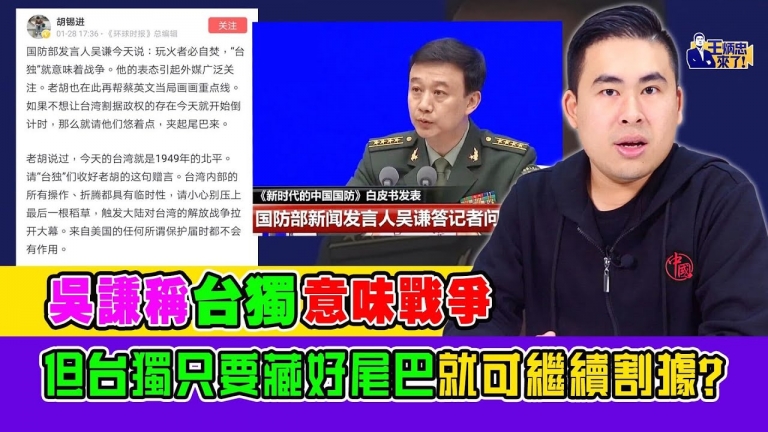 胡锡进
01-28 17:36·《环球时报》总编辑
关注
国防部发言人吴谦今天说：玩火者必自焚，“台
独”就意味着战争。他的表态引起外媒广泛关
注。老胡也在此再帮蔡英文当局画画重点线。
如果不想让台湾割据政权的存在今天就开始倒
计时，那么就请他们悠着点，夹起尾巴来。
老胡说过，今天的台湾就是1949年的北平。
请“台独”们收好老胡的这句赠言。台湾内部的
所有操作、折腾都具有临时性，请小心别压上
最后一根稻草，触发大陆对台湾的解放战争拉
开大幕。来自美国的任何所谓保护届时都不会
有作用。
《新时代的中国国防》白皮书发表
国防部新闻发言人吴谦答记者问
王炳忠
來了!
中國
吳謙稱台獨意味戰爭
但台獨只要藏好尾巴就可繼續割據?